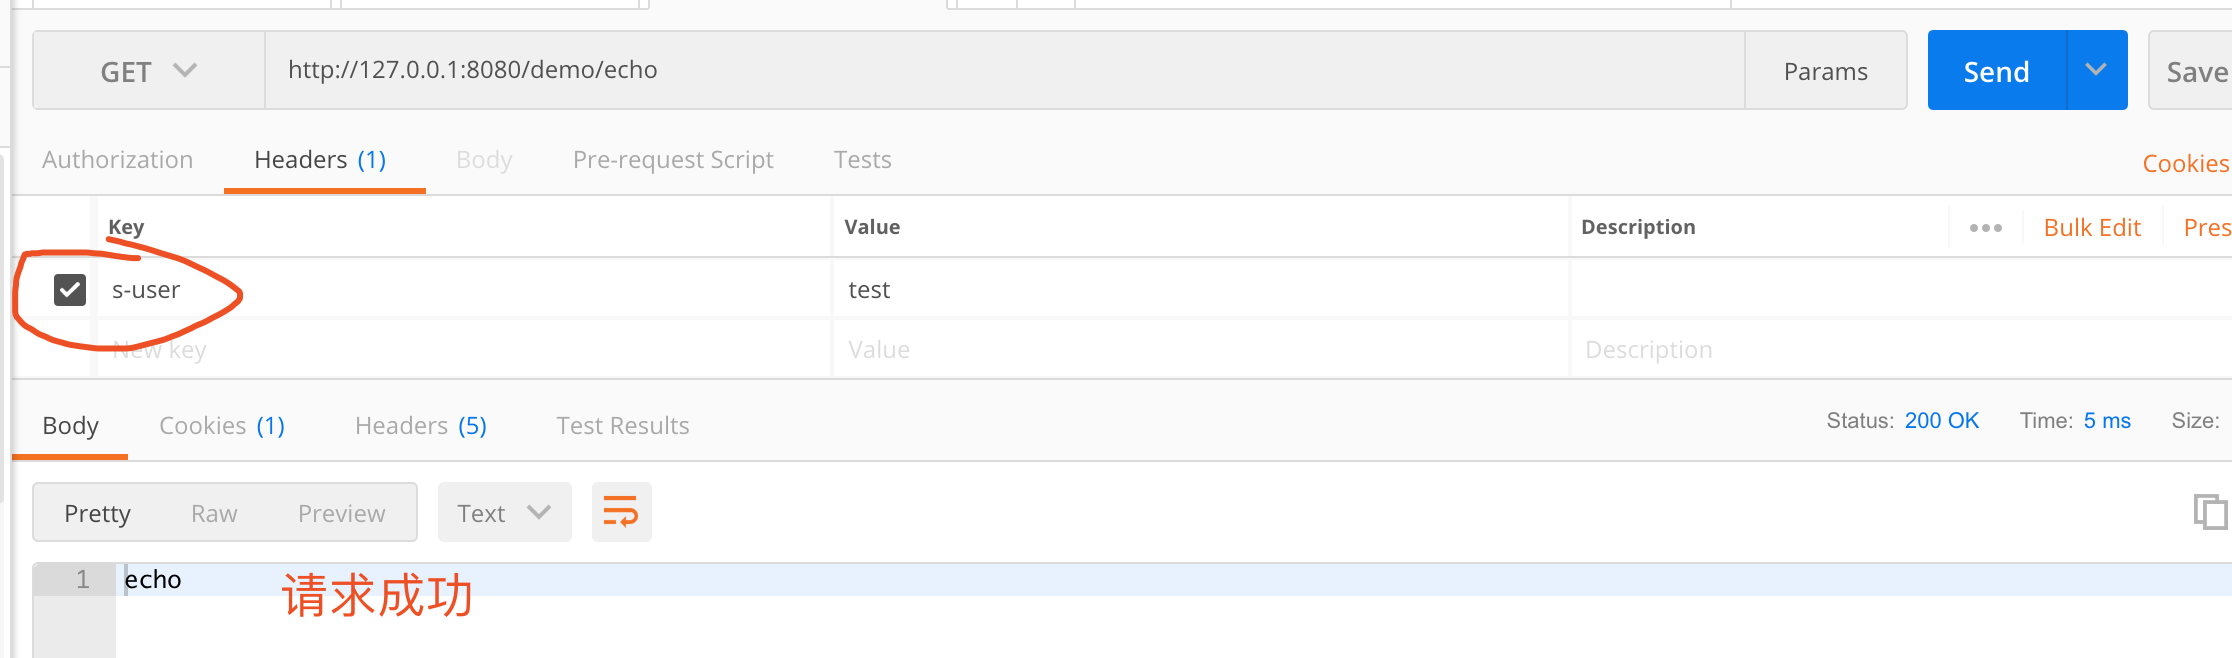 GET http://127.0.0.1:8080/demo/echo Params Send Save
Authorization Headers (1) Body Pre-request Script Tests Cookies
Key Value Description Bulk Edit Pres
s-user test
New key Value Description
Body Cookies (1) Headers (5) Test Results Status: 200 OK Time: 5 ms Size:
Pretty Raw Preview Text
1 echo 请求成功